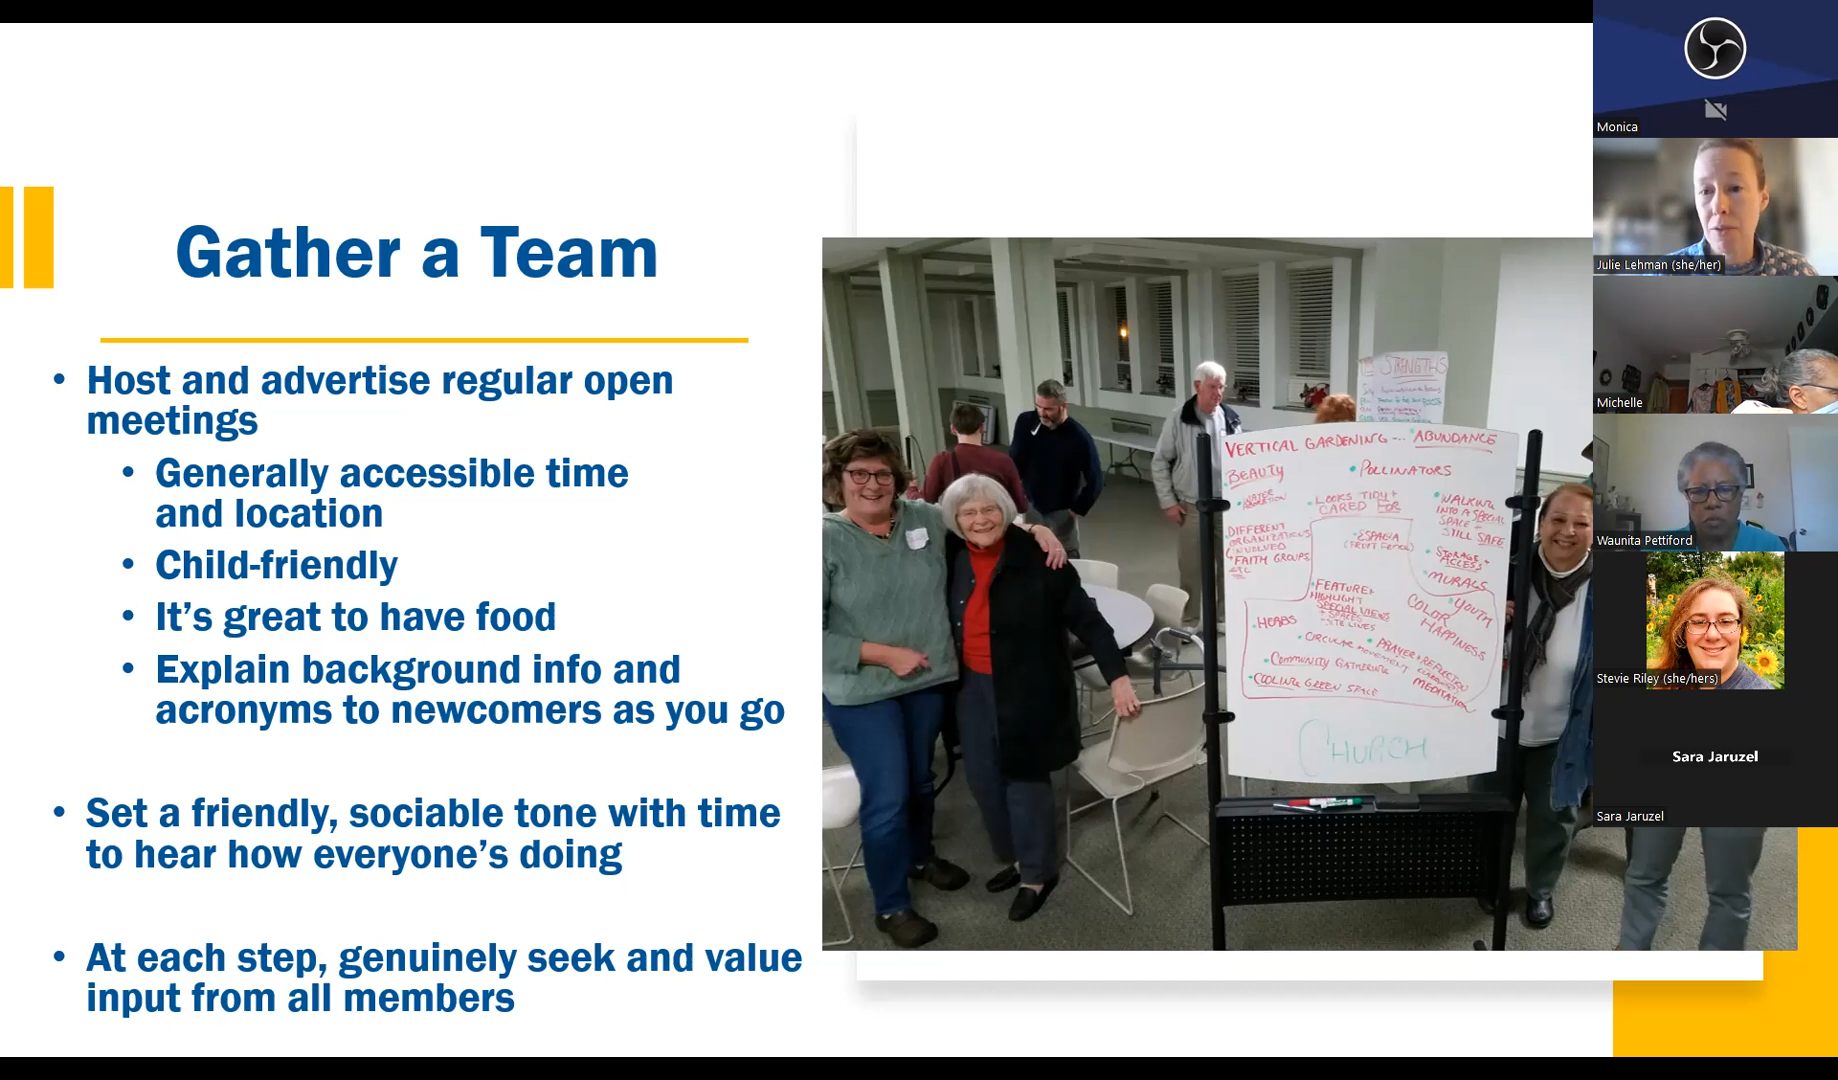 Gather a Team
• Host and advertise regular open
meetings
• Generally accessible time
and location
• Child-friendly
• It's great to have food
• Explain background info and
acronyms to newcomers as you go
• Set a friendly, sociable tone with time
to hear how everyone's doing
• At each step, genuinely seek and value
input from all members
STRENGTHS
VERTICAL GARDENING --- ABUNDANCE
• BEAUTY
• POLLINATORS
• WATER
• LOOKS TIDY +
CARED FOR
• WALKING
INTO A SPECIAL
SPACE +
STILL SAFE
DIFFERENT
ORGANIZATIONS
INVOLVED
FAITH GROUPS
ETC
(FRUIT FENCE)
• STORAGE +
ACCESS
• MURALS
• FEATURE +
HIGHLIGHT
SPECIAL VIEWS
+ SPACES
COLOR
• YOUTH
HAPPINESS
• HERBS
• CIRCULAR MOVEMENT
• PRAYER + REFLECTION
MEDITATION
• COMMUNITY GATHERING
• COOLING GREEN SPACE
CHURCH
Monica
Julie Lehman (she/her)
Michelle
Waunita Pettiford
Stevie Riley (she/hers)
Sara Jaruzel
Sara Jaruzel